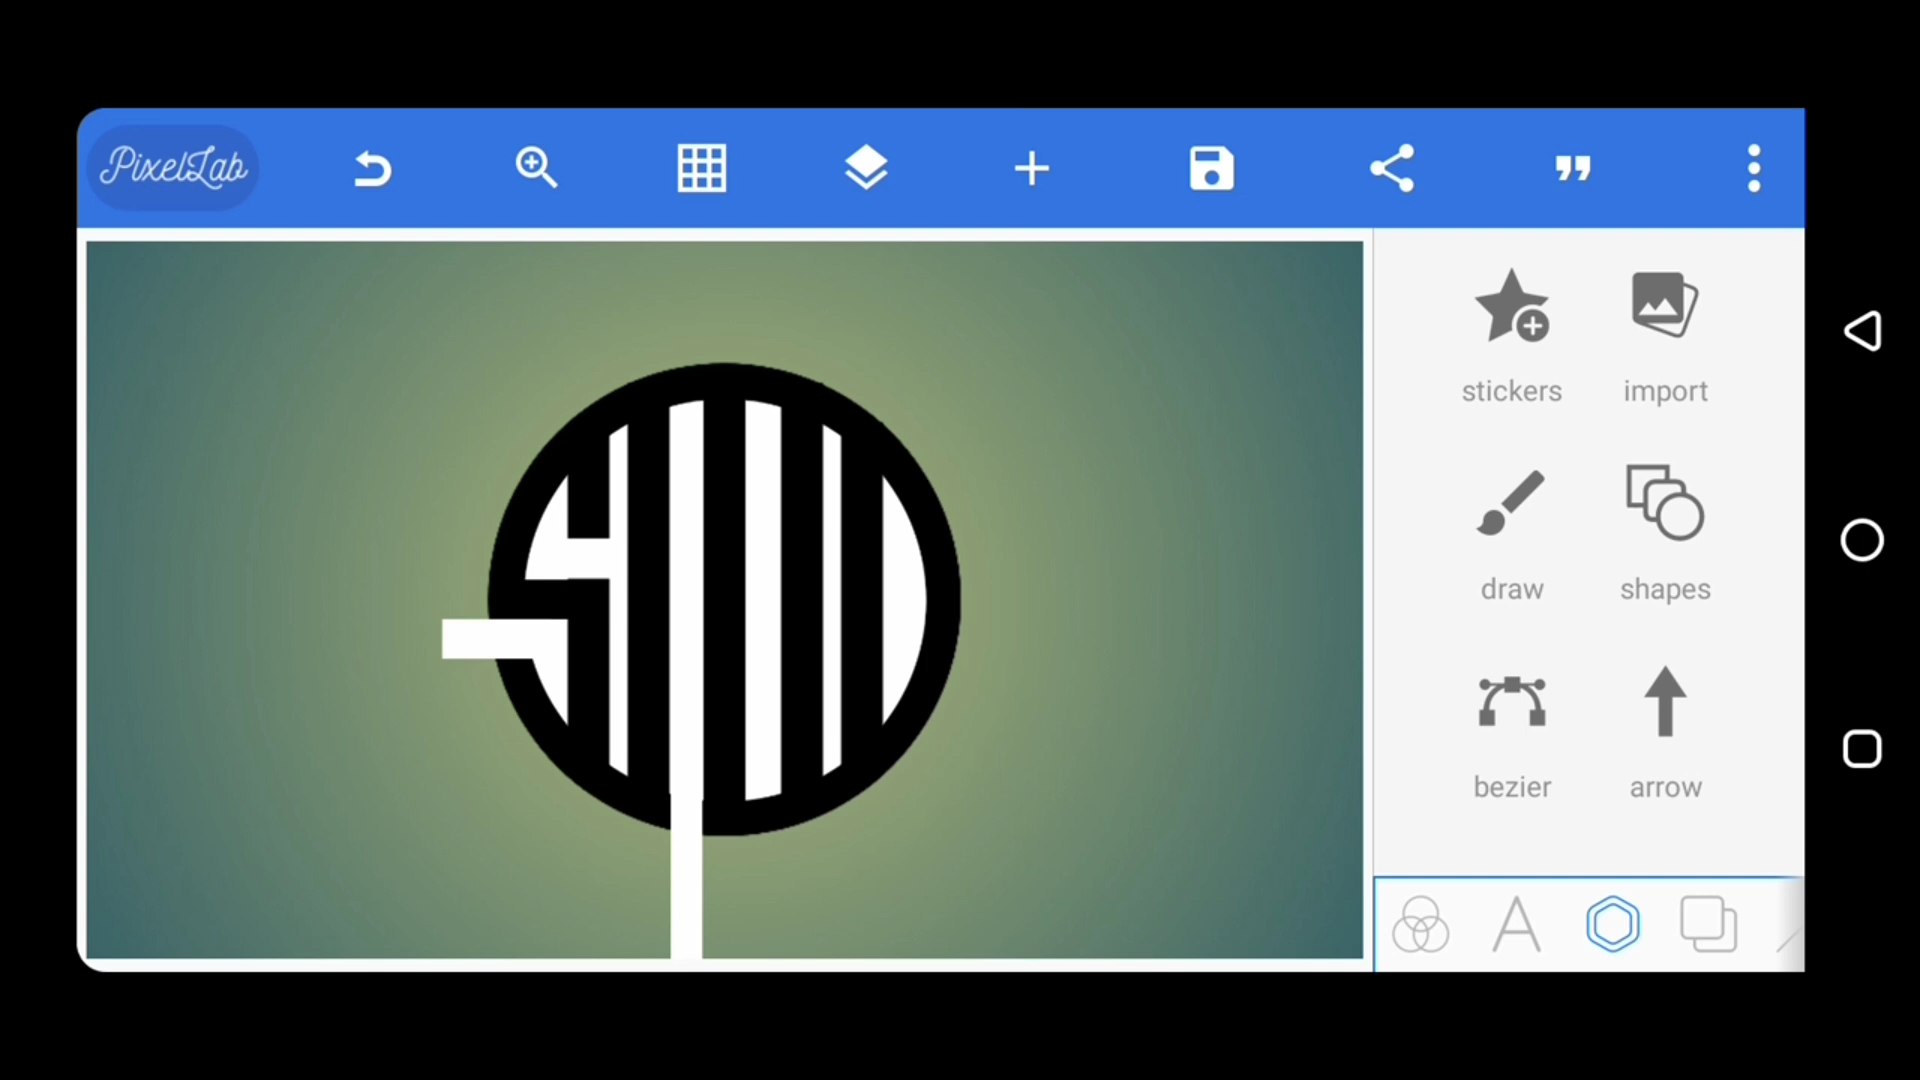 PixelLab
stickers
import
draw
shapes
bezier
arrow